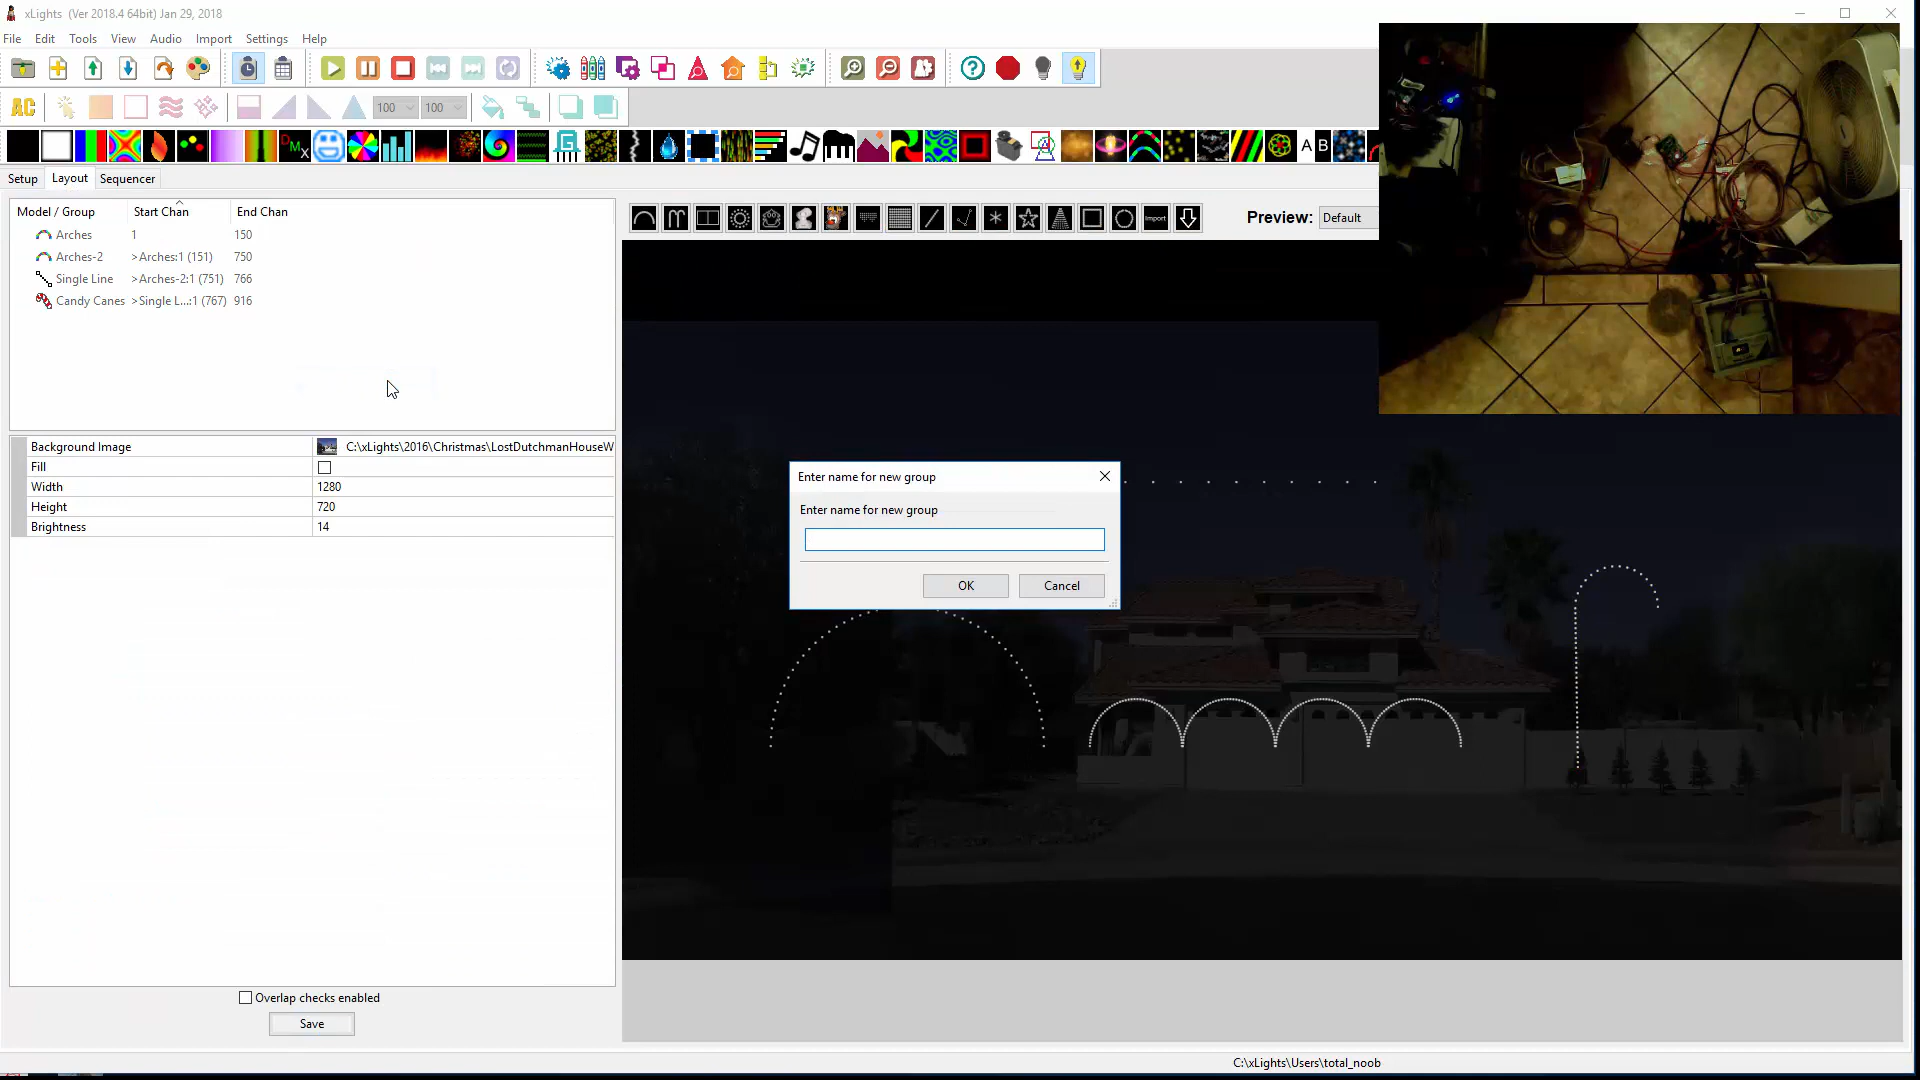 xLights (Ver 2018.4 64bit) Jan 29, 2018
File Edit Tools View Audio Import Settings Help
AC 100 100
DMX A B
Setup Layout Sequencer
Model / Group Start Chan End Chan
Arches 1 150
Arches-2 >Arches:1 (151) 750
Single Line >Arches-2:1 (751) 766
Candy Canes >Single L...:1 (767) 916
Import Preview: Default
Background Image C:\xLights\2016\Christmas\LostDutchmanHouseW
Fill
Width 1280
Height 720
Brightness 14
Enter name for new group
Enter name for new group
OK Cancel
Overlap checks enabled
Save
C:\xLights\Users\total_noob